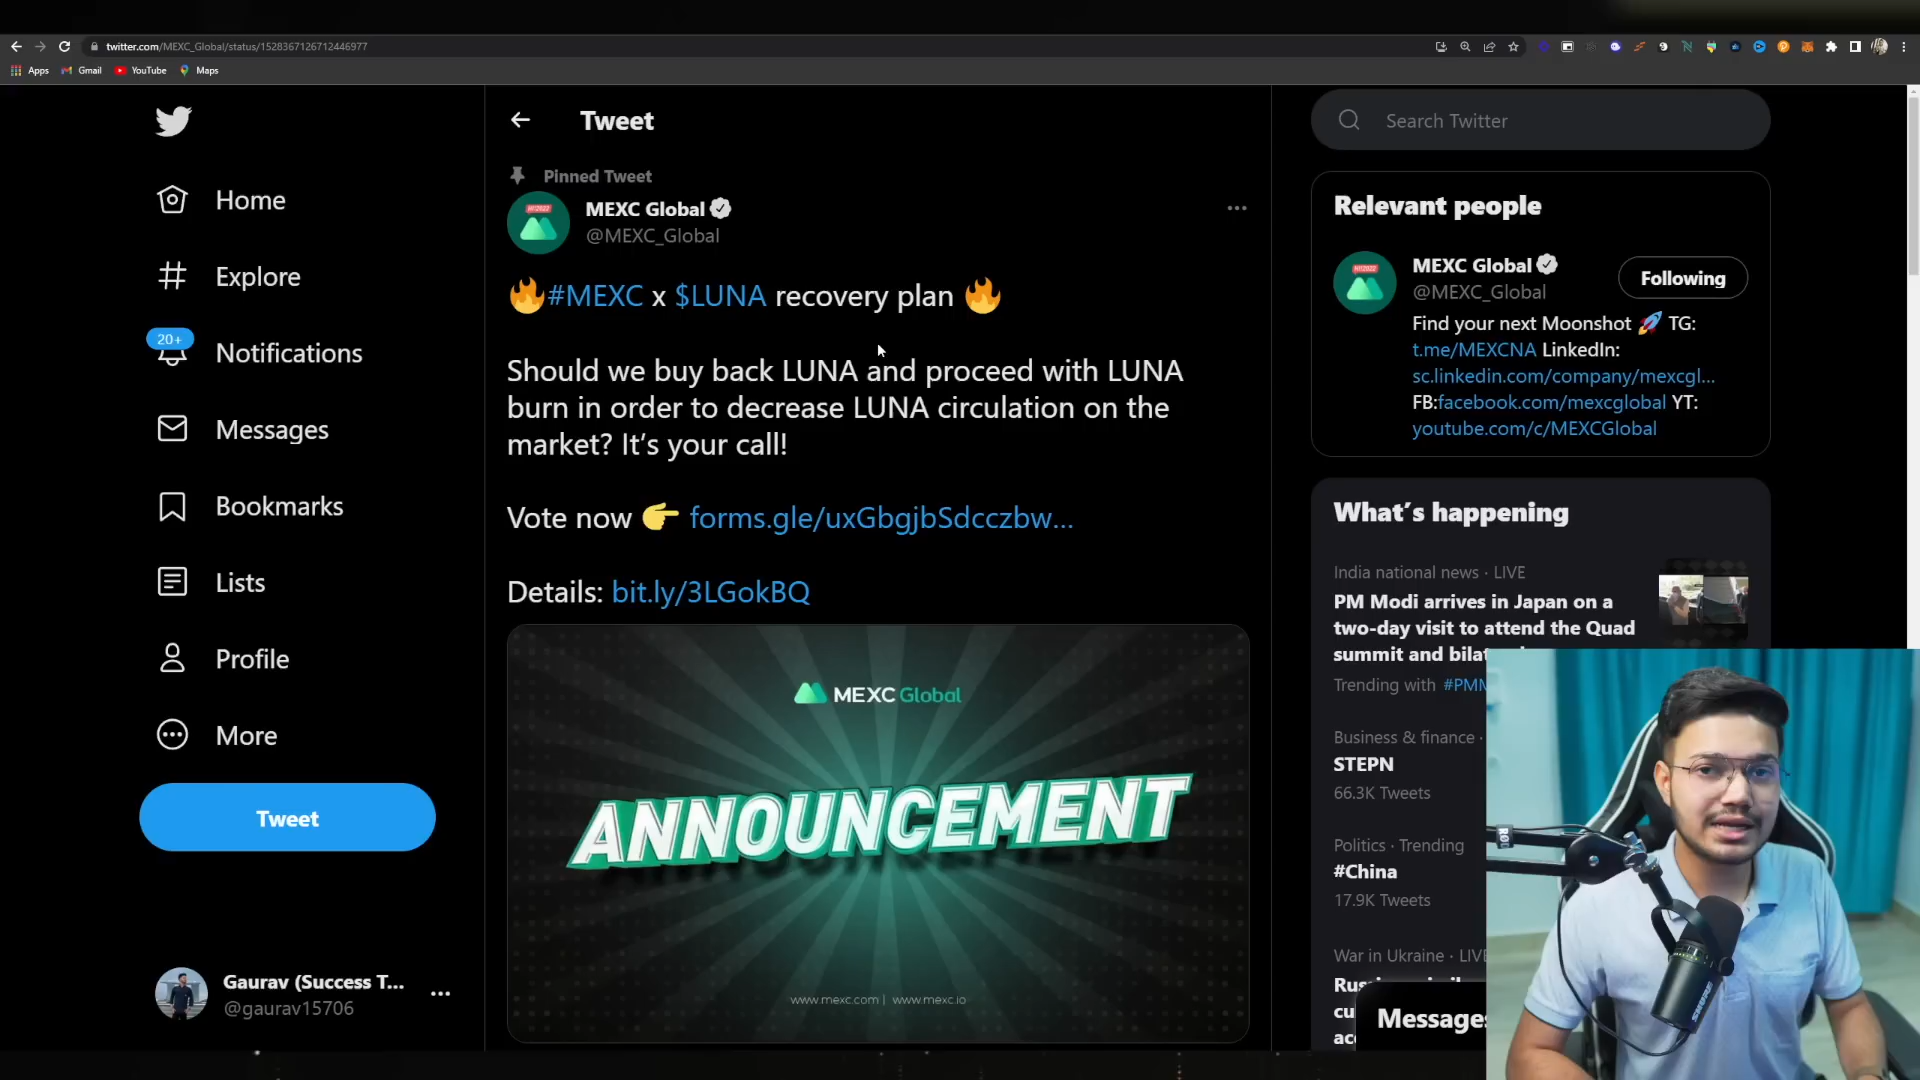 twitter.com/MEXC_Global/status/1528367126712446977
Apps Gmail YouTube Maps
Home
Explore
20+
Notifications
Messages
Bookmarks
Lists
Profile
More
Tweet
Gaurav (Success T...
@gaurav15706
Tweet
Pinned Tweet
MEXC Global
@MEXC_Global
🔥#MEXC x $LUNA recovery plan 🔥
Should we buy back LUNA and proceed with LUNA
burn in order to decrease LUNA circulation on the
market? It’s your call!
Vote now 👉 forms.gle/uxGbgjbSdcczbw...
Details: bit.ly/3LGokBQ
MEXC Global
ANNOUNCEMENT
www.mexc.com | www.mexc.io
Search Twitter
Relevant people
MEXC Global
@MEXC_Global
Following
Find your next Moonshot 🚀 TG:
t.me/MEXCNA LinkedIn:
sc.linkedin.com/company/mexcgl...
FB:facebook.com/mexcglobal YT:
youtube.com/c/MEXCGlobal
What’s happening
India national news · LIVE
PM Modi arrives in Japan on a
two-day visit to attend the Quad
summit and
Trending with
Business & finance ·
STEPN
66.3K Tweets
Politics · Trending
#China
17.9K Tweets
War in Ukraine · LIVE
Messages